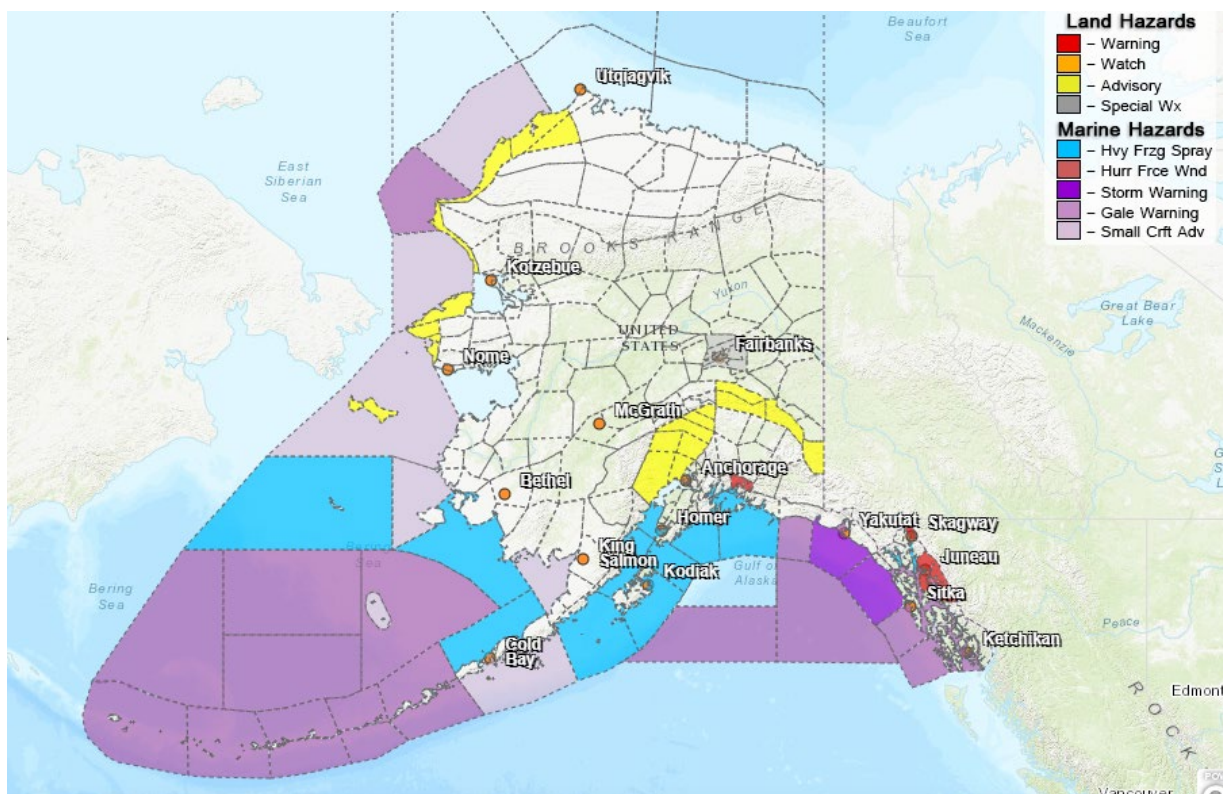 Land Hazards
– Warning
– Watch
– Advisory
– Special Wx
Marine Hazards
– Hvy Frzg Spray
– Hurr Frce Wnd
– Storm Warning
– Gale Warning
– Small Crft Adv
Beaufort
Sea
Utqiagvik
East
Siberian
Sea
BROOKS RANGE
Kotzebue
Yukon
Great Bear
Lake
Mackenzie
UNITED
STATES
Fairbanks
Nome
McGrath
Anchorage
Bethel
Homer
Yakutat
Skagway
King
Salmon
Juneau
Kodiak
Gulf of
Alaska
Bering
Sea
Sitka
Peace
Cold
Bay
Ketchikan
ROCK
Edmont
Vancouver